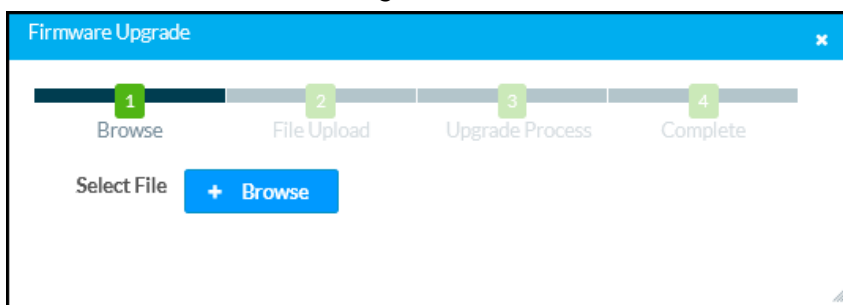 Firmware Upgrade ×
1 2 3 4
Browse File Upload Upgrade Process Complete
Select File + Browse